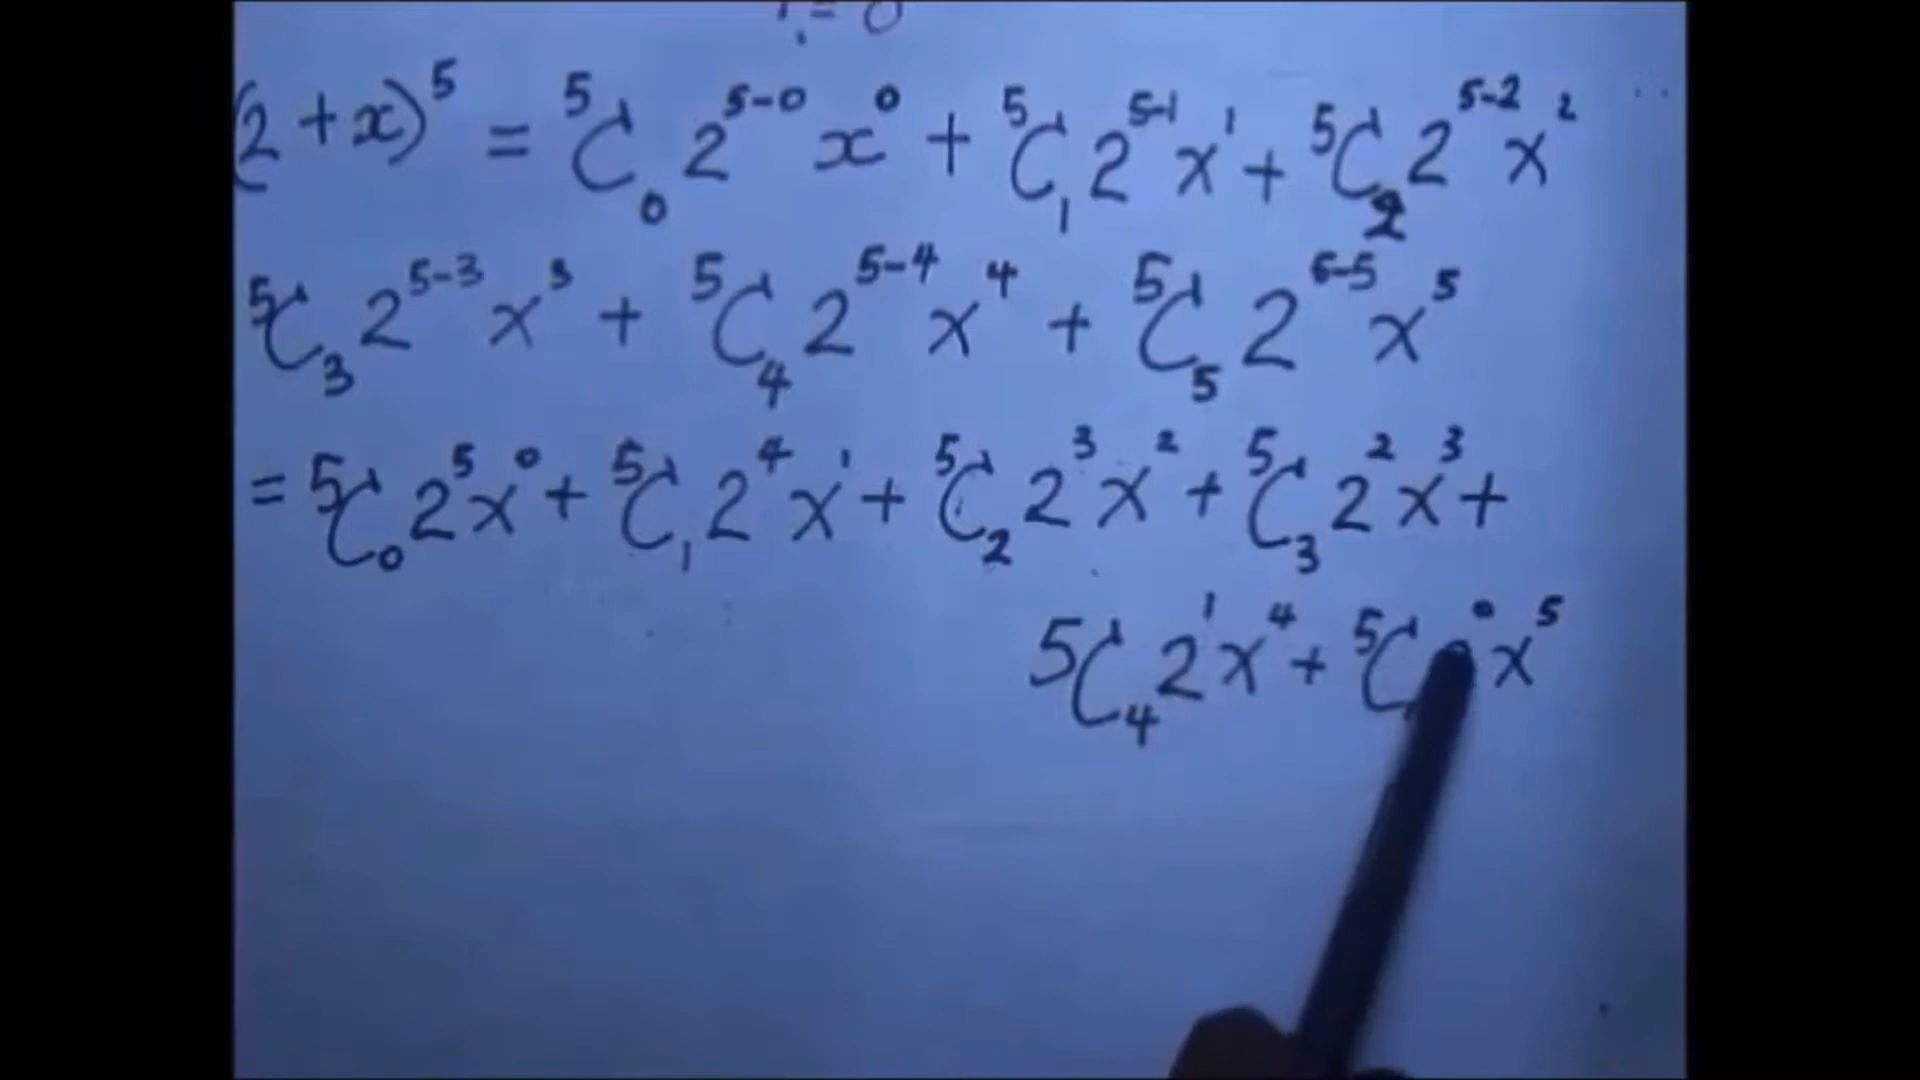 i = 0
(2 + x)⁵ = ⁵C₀ 2⁵⁻⁰ x⁰ + ⁵C₁ 2⁵⁻¹ x¹ + ⁵C₂ 2⁵⁻² x²
⁵C₃ 2⁵⁻³ x³ + ⁵C₄ 2⁵⁻⁴ x⁴ + ⁵C₅ 2⁵⁻⁵ x⁵
= ⁵C₀ 2⁵ x⁰ + ⁵C₁ 2⁴ x¹ + ⁵C₂ 2³ x² + ⁵C₃ 2² x³ +
⁵C₄ 2¹ x⁴ + ⁵C ⁰ x⁵